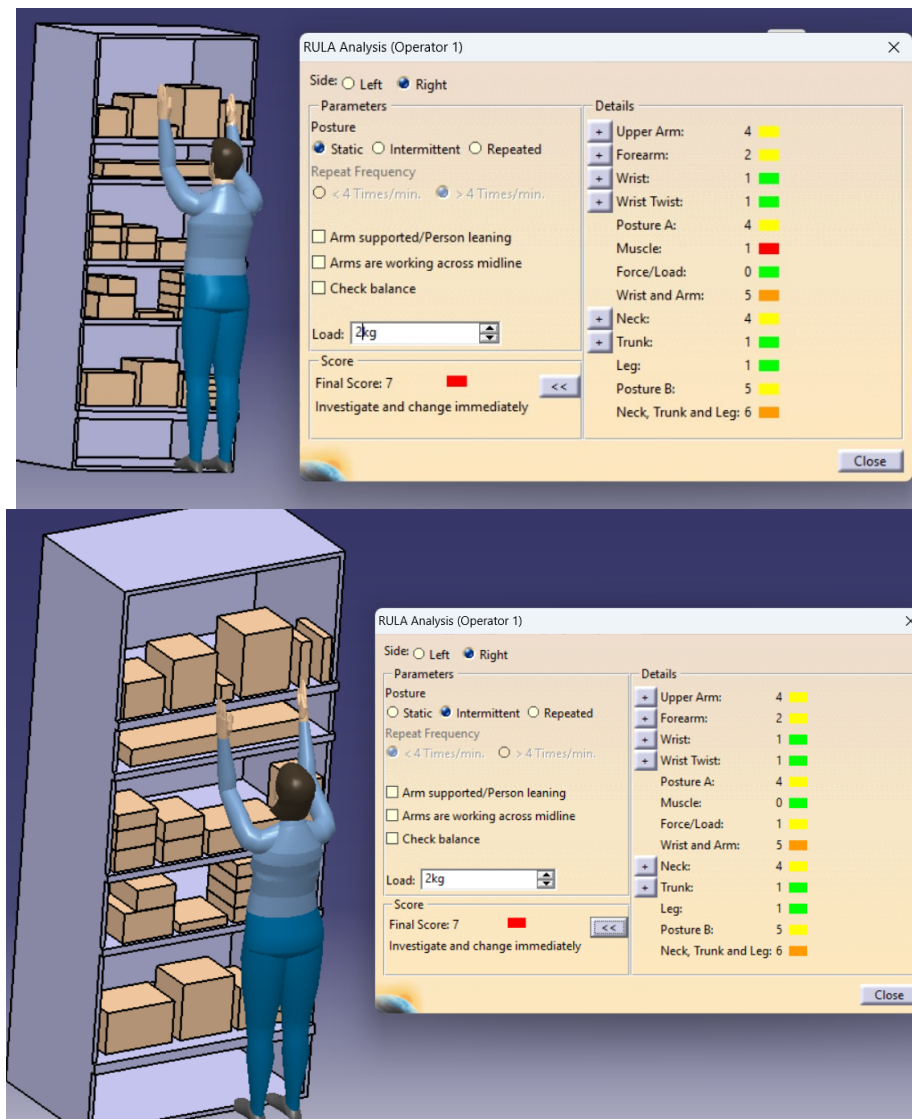 RULA Analysis (Operator 1)
Side: Left Right
Parameters
Posture
Static Intermittent Repeated
Repeat Frequency
< 4 Times/min. > 4 Times/min.
Arm supported/Person leaning
Arms are working across midline
Check balance
Load: 2kg
Score
Final Score: 7
<<
Investigate and change immediately
Details
+ Upper Arm: 4
+ Forearm: 2
+ Wrist: 1
+ Wrist Twist: 1
Posture A: 4
Muscle: 1
Force/Load: 0
Wrist and Arm: 5
+ Neck: 4
+ Trunk: 1
Leg: 1
Posture B: 5
Neck, Trunk and Leg: 6
Close
RULA Analysis (Operator 1)
Side: Left Right
Parameters
Posture
Static Intermittent Repeated
Repeat Frequency
< 4 Times/min. > 4 Times/min.
Arm supported/Person leaning
Arms are working across midline
Check balance
Load: 2kg
Score
Final Score: 7
<<
Investigate and change immediately
Details
+ Upper Arm: 4
+ Forearm: 2
+ Wrist: 1
+ Wrist Twist: 1
Posture A: 4
Muscle: 0
Force/Load: 1
Wrist and Arm: 5
+ Neck: 4
+ Trunk: 1
Leg: 1
Posture B: 5
Neck, Trunk and Leg: 6
Close